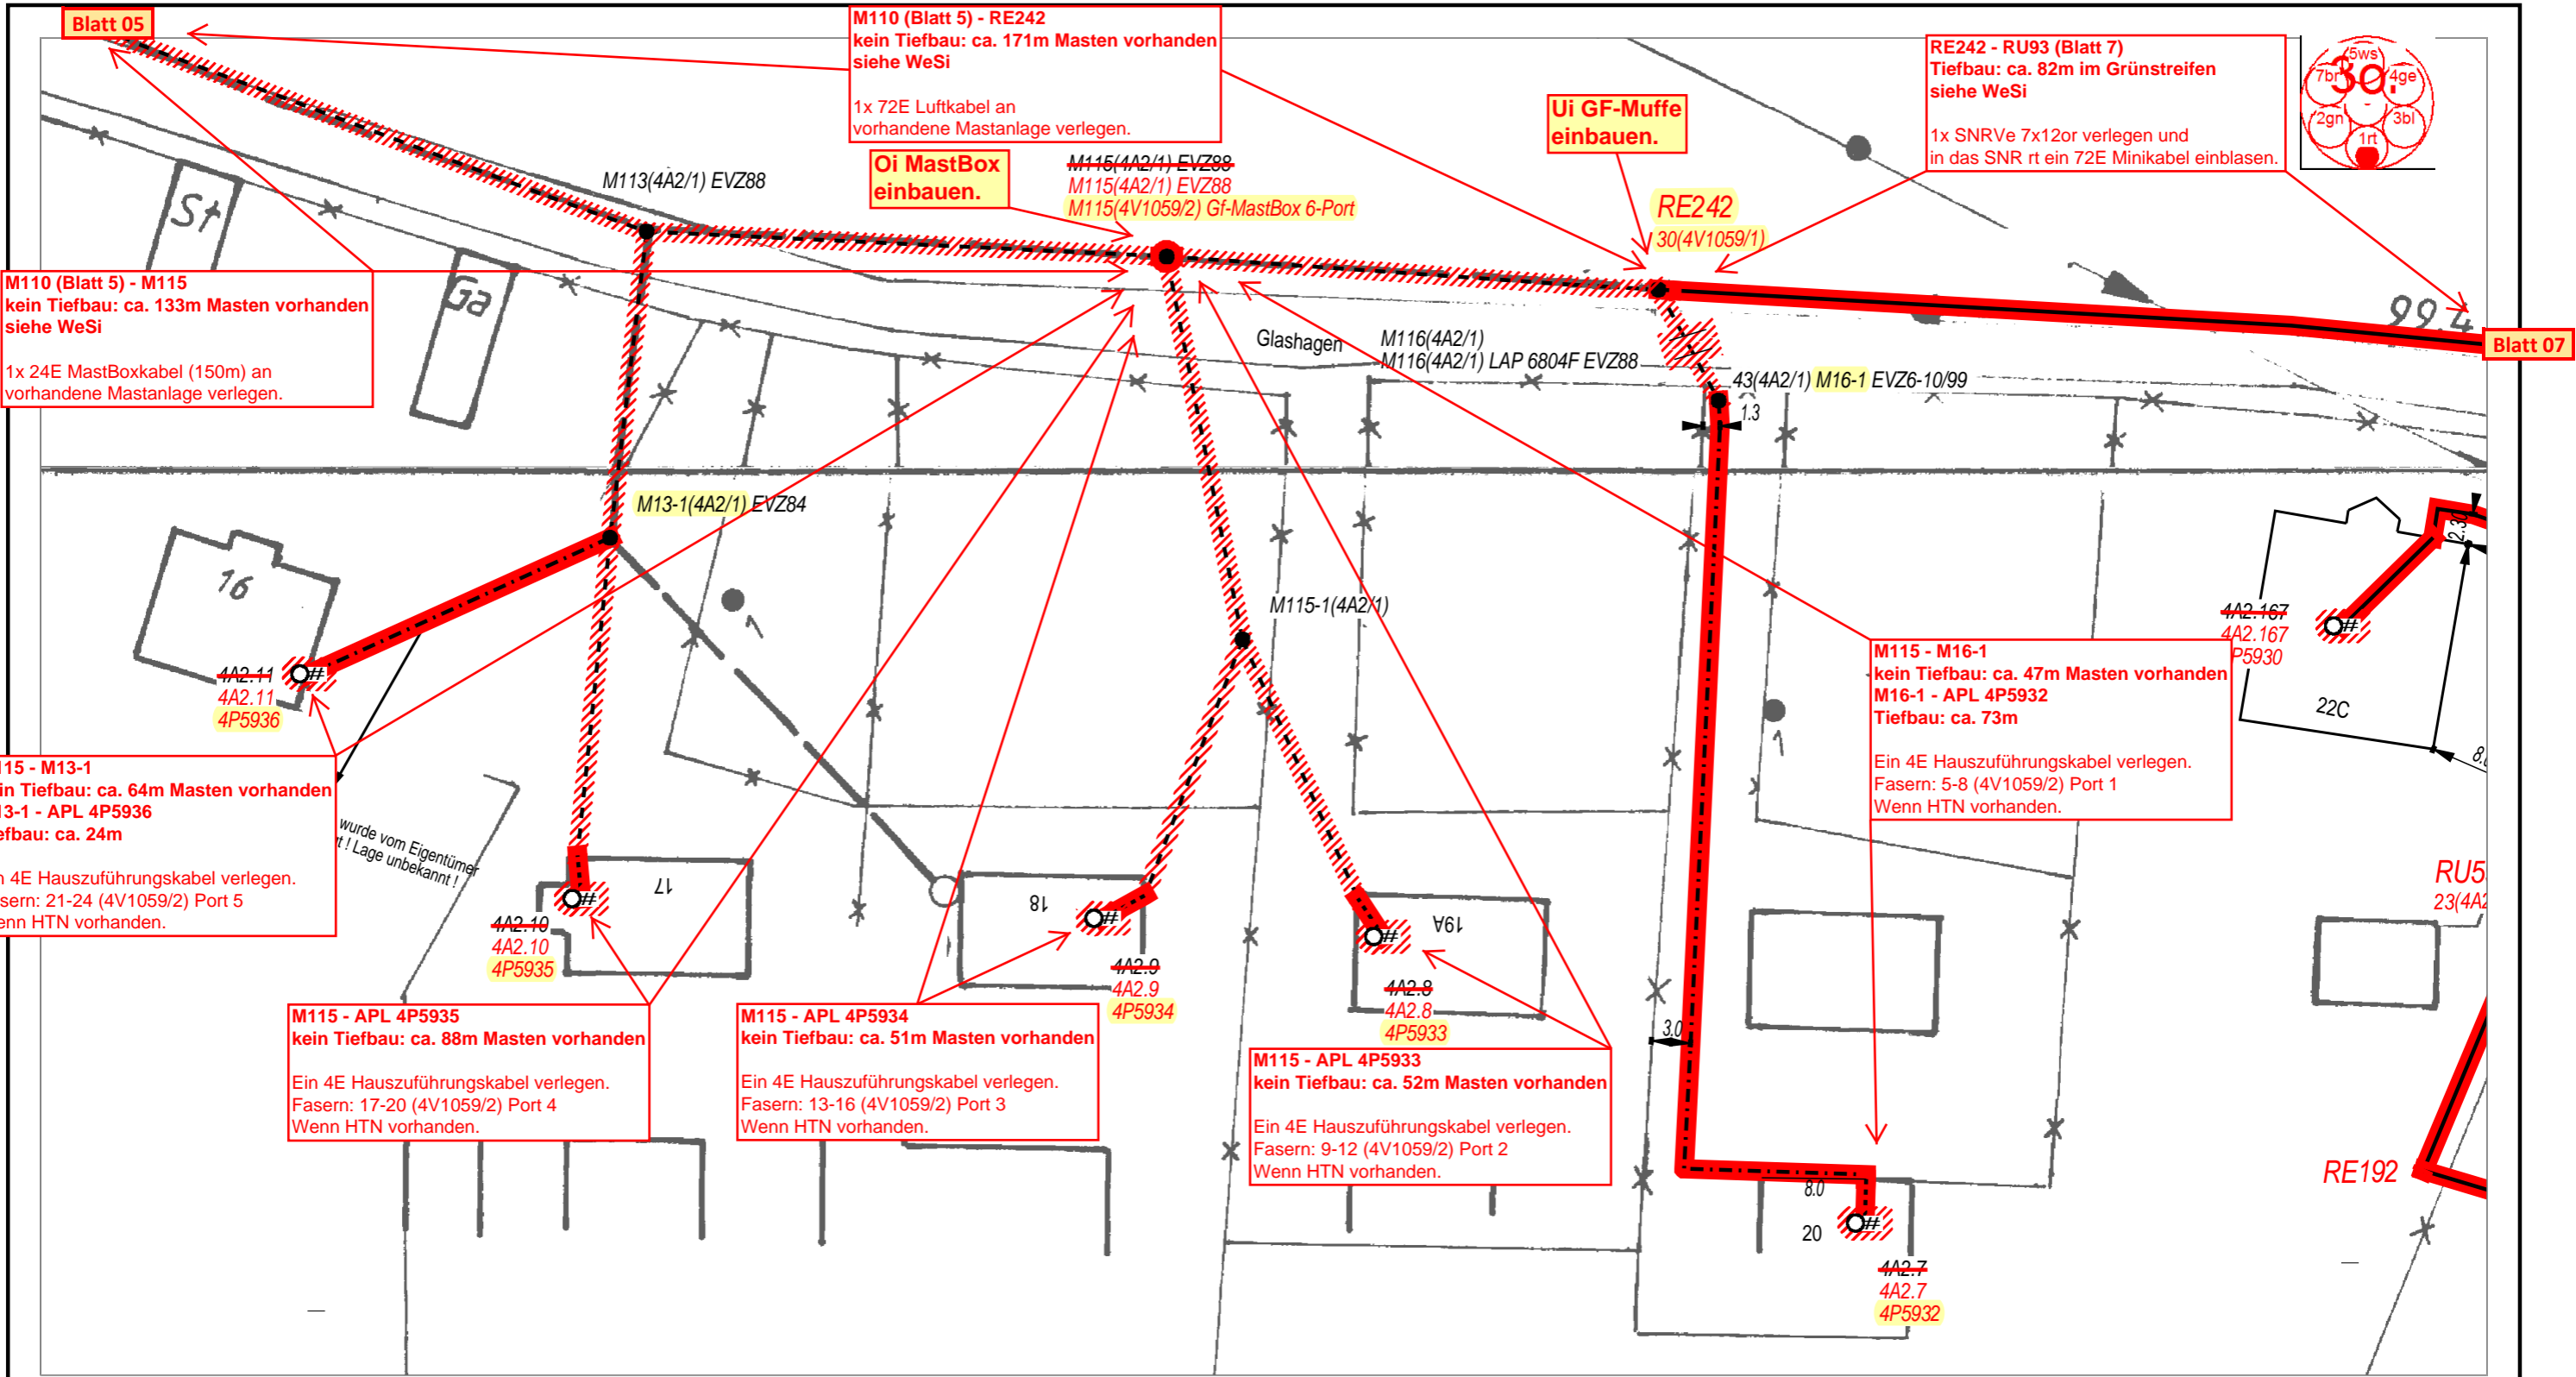 Blatt 05
M110 (Blatt 5) - RE242
kein Tiefbau: ca. 171m Masten vorhanden
siehe WeSi
1x 72E Luftkabel an
vorhandene Mastanlage verlegen.
RE242 - RU93 (Blatt 7)
Tiefbau: ca. 82m im Grünstreifen
siehe WeSi
1x SNRVe 7x12or verlegen und
in das SNR rt ein 72E Minikabel einblasen.
5ws
7br
30.
4ge
2gn
3bl
1rt
Ui GF-Muffe
einbauen.
Oi MastBox
einbauen.
M115(4A2/1) EVZ88
M115(4A2/1) EVZ88
M115(4V1059/2) Gf-MastBox 6-Port
M113(4A2/1) EVZ88
RE242
30(4V1059/1)
St
Ga
99.4
Blatt 07
M110 (Blatt 5) - M115
kein Tiefbau: ca. 133m Masten vorhanden
siehe WeSi
1x 24E MastBoxkabel (150m) an
vorhandene Mastanlage verlegen.
Glashagen
M116(4A2/1)
M116(4A2/1) LAP 6804F EVZ88
43(4A2/1) M16-1 EVZ6-10/99
1.3
M13-1(4A2/1) EVZ84
16
M115-1(4A2/1)
2.30
4A2.167
4A2.167
P5930
22C
8.
4A2.11
4A2.11
4P5936
M115 - M16-1
kein Tiefbau: ca. 47m Masten vorhanden
M16-1 - APL 4P5932
Tiefbau: ca. 73m
Ein 4E Hauszuführungskabel verlegen.
Fasern: 5-8 (4V1059/2) Port 1
Wenn HTN vorhanden.
15 - M13-1
in Tiefbau: ca. 64m Masten vorhanden
13-1 - APL 4P5936
efbau: ca. 24m
n 4E Hauszuführungskabel verlegen.
sern: 21-24 (4V1059/2) Port 5
enn HTN vorhanden.
wurde vom Eigentümer
t ! Lage unbekannt !
17
18
19A
4A2.10
4A2.10
4P5935
4A2.9
4A2.9
4P5934
4A2.8
4A2.8
4P5933
RU5
23(4A2
M115 - APL 4P5935
kein Tiefbau: ca. 88m Masten vorhanden
Ein 4E Hauszuführungskabel verlegen.
Fasern: 17-20 (4V1059/2) Port 4
Wenn HTN vorhanden.
M115 - APL 4P5934
kein Tiefbau: ca. 51m Masten vorhanden
Ein 4E Hauszuführungskabel verlegen.
Fasern: 13-16 (4V1059/2) Port 3
Wenn HTN vorhanden.
M115 - APL 4P5933
kein Tiefbau: ca. 52m Masten vorhanden
Ein 4E Hauszuführungskabel verlegen.
Fasern: 9-12 (4V1059/2) Port 2
Wenn HTN vorhanden.
3.0
8.0
20
RE192
4A2.7
4A2.7
4P5932